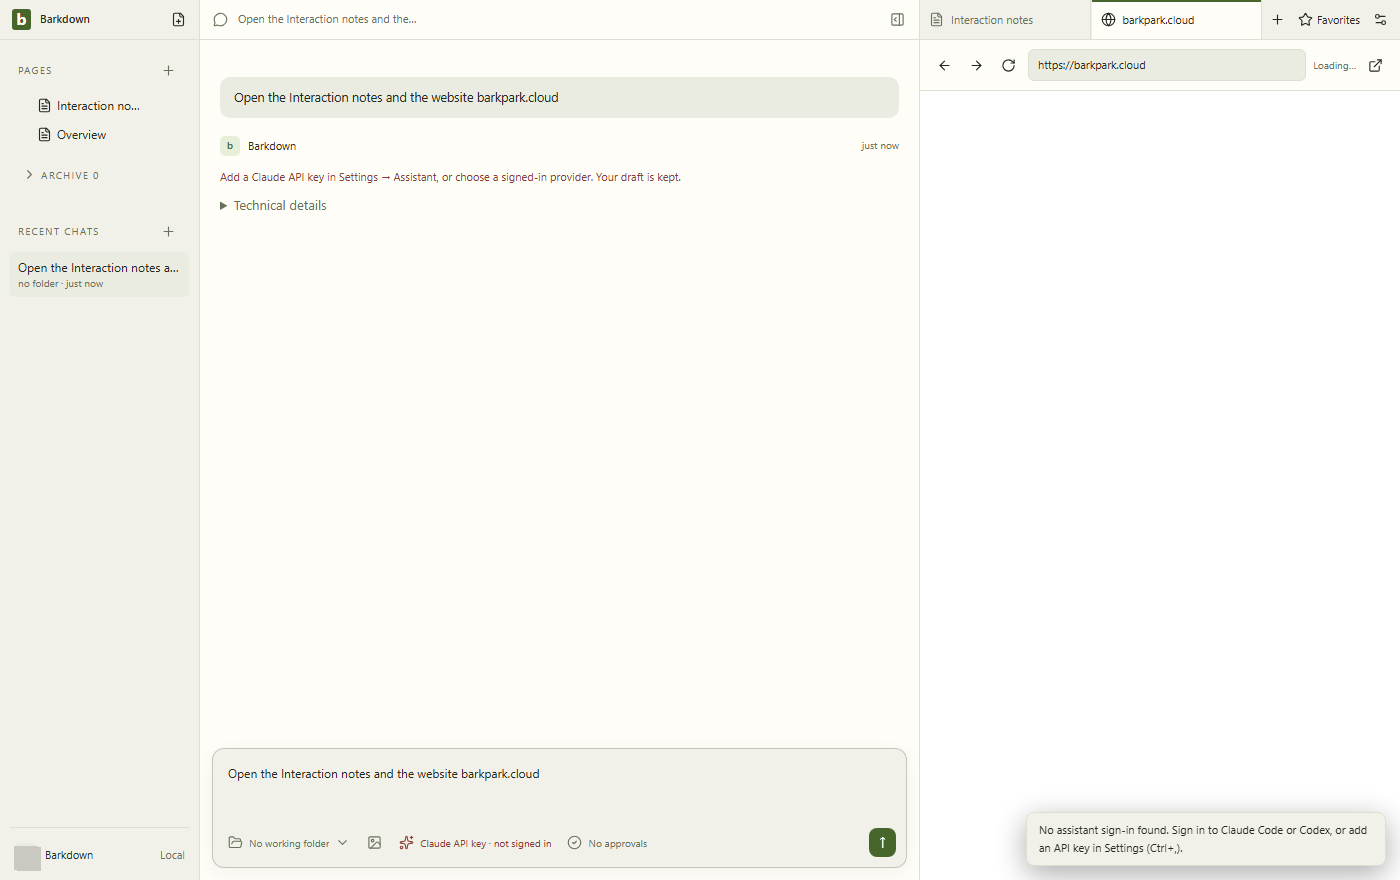 b Barkdown
PAGES
Interaction no...
Overview
ARCHIVE 0
RECENT CHATS
Open the Interaction notes a...
no folder · just now
Barkdown Local
Open the Interaction notes and the...
Open the Interaction notes and the website barkpark.cloud
b Barkdown just now
Add a Claude API key in Settings → Assistant, or choose a signed-in provider. Your draft is kept.
Technical details
Open the Interaction notes and the website barkpark.cloud
No working folder Claude API key · not signed in No approvals
Interaction notes barkpark.cloud Favorites
https://barkpark.cloud Loading...
No assistant sign-in found. Sign in to Claude Code or Codex, or add
an API key in Settings (Ctrl+,).